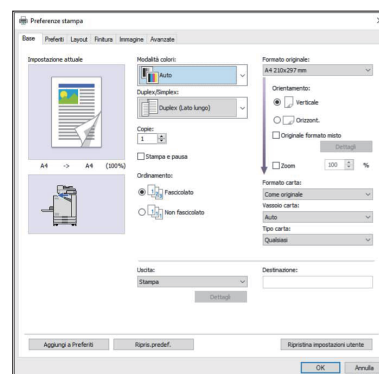 Preferenze stampa
Base Preferiti Layout Finitura Immagine Avanzate
Impostazione attuale
A4 -> A4 (100%)
Modalità colori:
Auto
Duplex/Simplex:
Duplex (Lato lungo)
Copie:
1
Stampa e pausa
Ordinamento:
Fascicolato
Non fascicolato
Formato originale:
A4 210x297 mm
Orientamento:
Verticale
Orizzont.
Originale formato misto
Dettagli
Zoom 100 %
Formato carta:
Come originale
Vassoio carta:
Auto
Tipo carta:
Qualsiasi
Uscita:
Stampa
Dettagli
Destinazione:
Aggiungi a Preferiti Ripris.predef. Ripristina impostazioni utente
OK Annulla